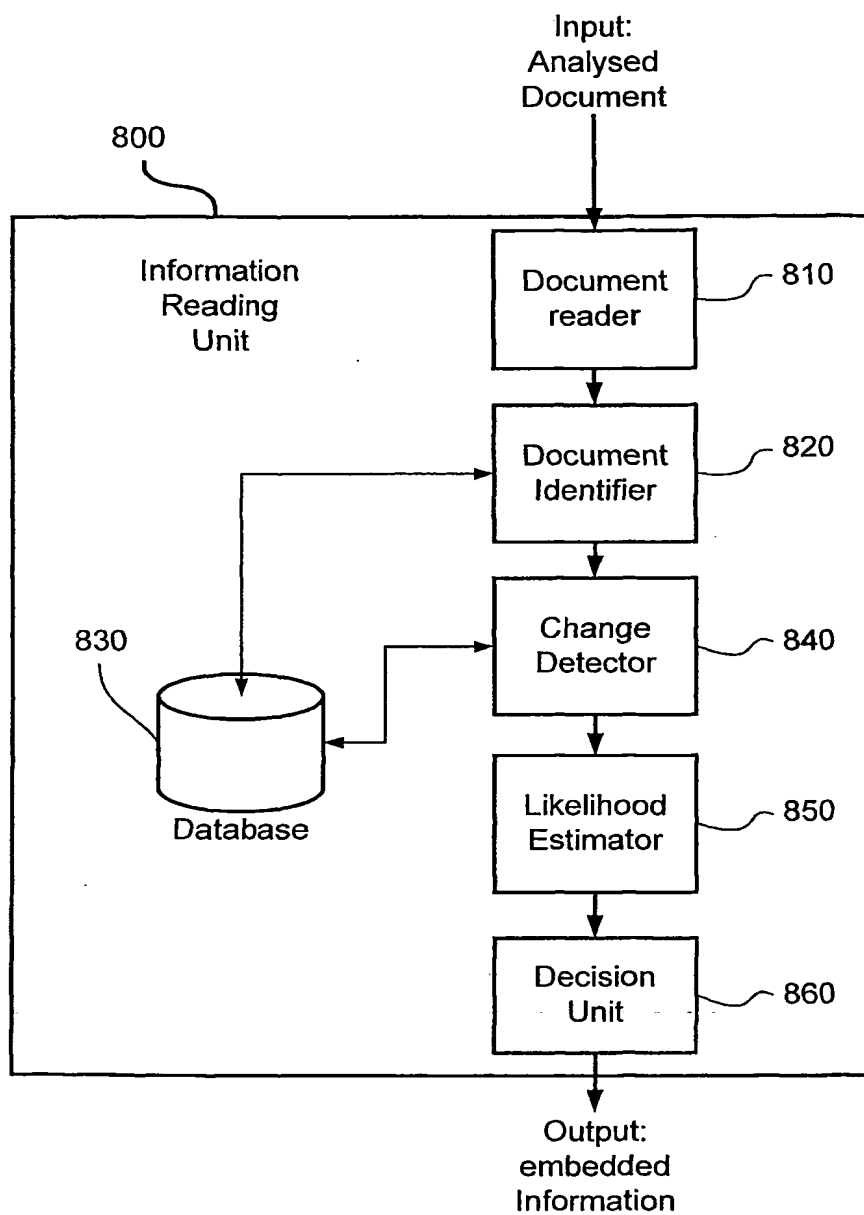 Input:
Analysed
Document
800
Information
Reading
Unit
Document
reader
810
Document
Identifier
820
Change
Detector
840
830
Database
Likelihood
Estimator
850
Decision
Unit
860
Output:
embedded
Information